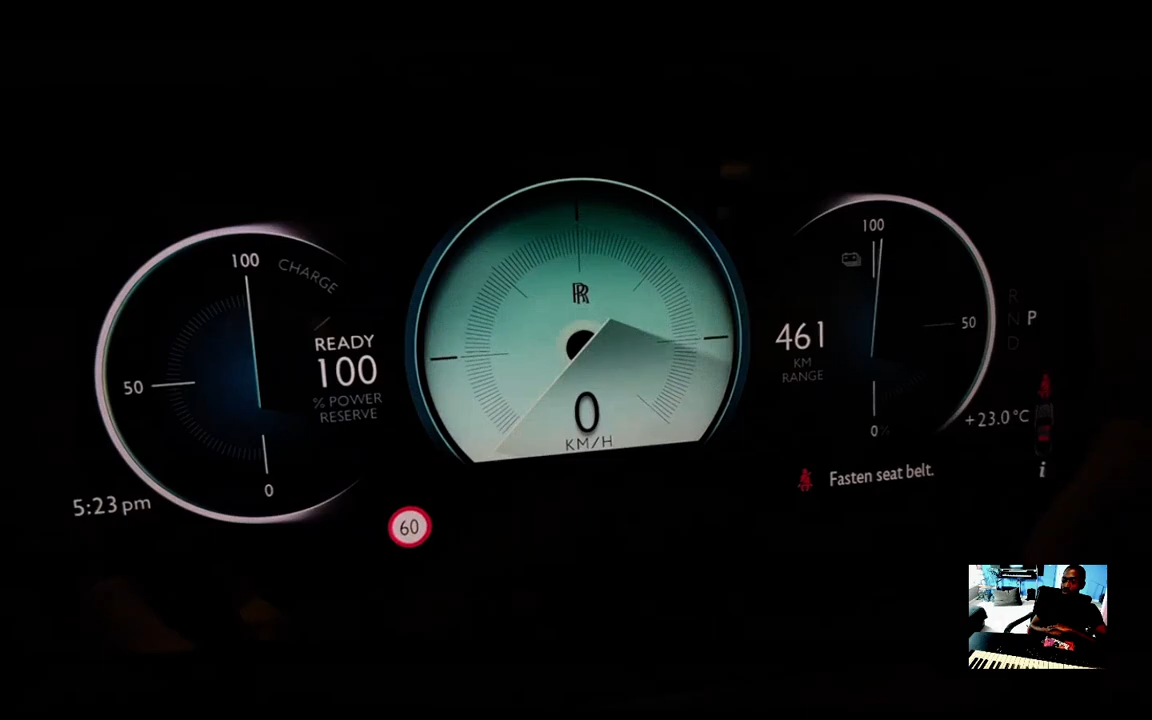 100
CHARGE
50
READY
100
% POWER
RESERVE
0
5:23 pm
60
RR
0
KM/H
100
50
461
KM
RANGE
0%
R
N P
D
+23.0 °C
Fasten seat belt.
i